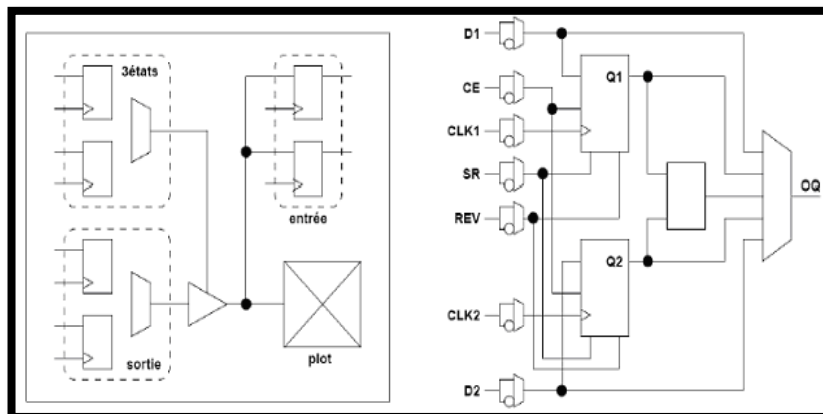 3états
entrée
sortie
plot
D1
CE
CLK1
SR
REV
CLK2
D2
Q1
Q2
OQ